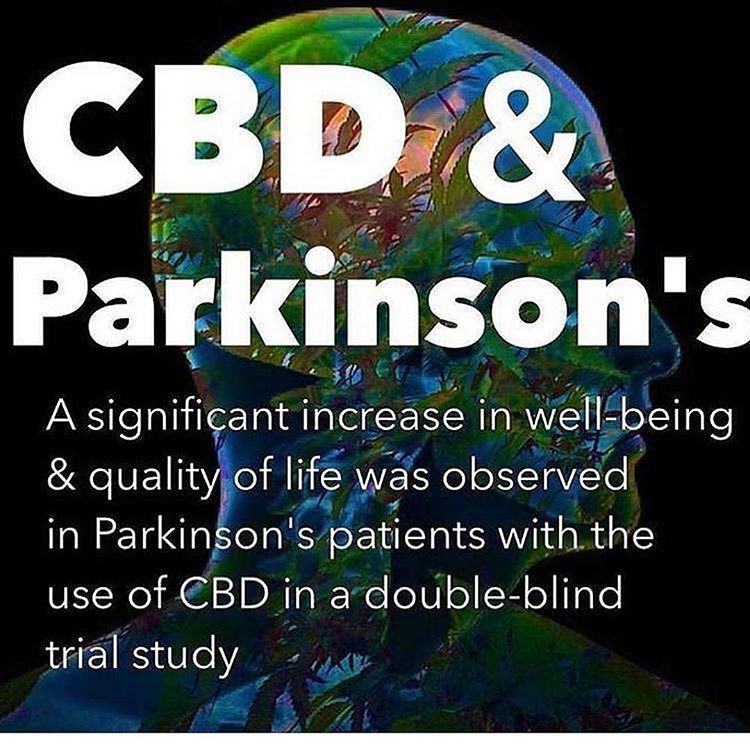 CBD &
Parkinson's
A significant increase in well-being
& quality of life was observed
in Parkinson's patients with the
use of CBD in a double-blind
trial study